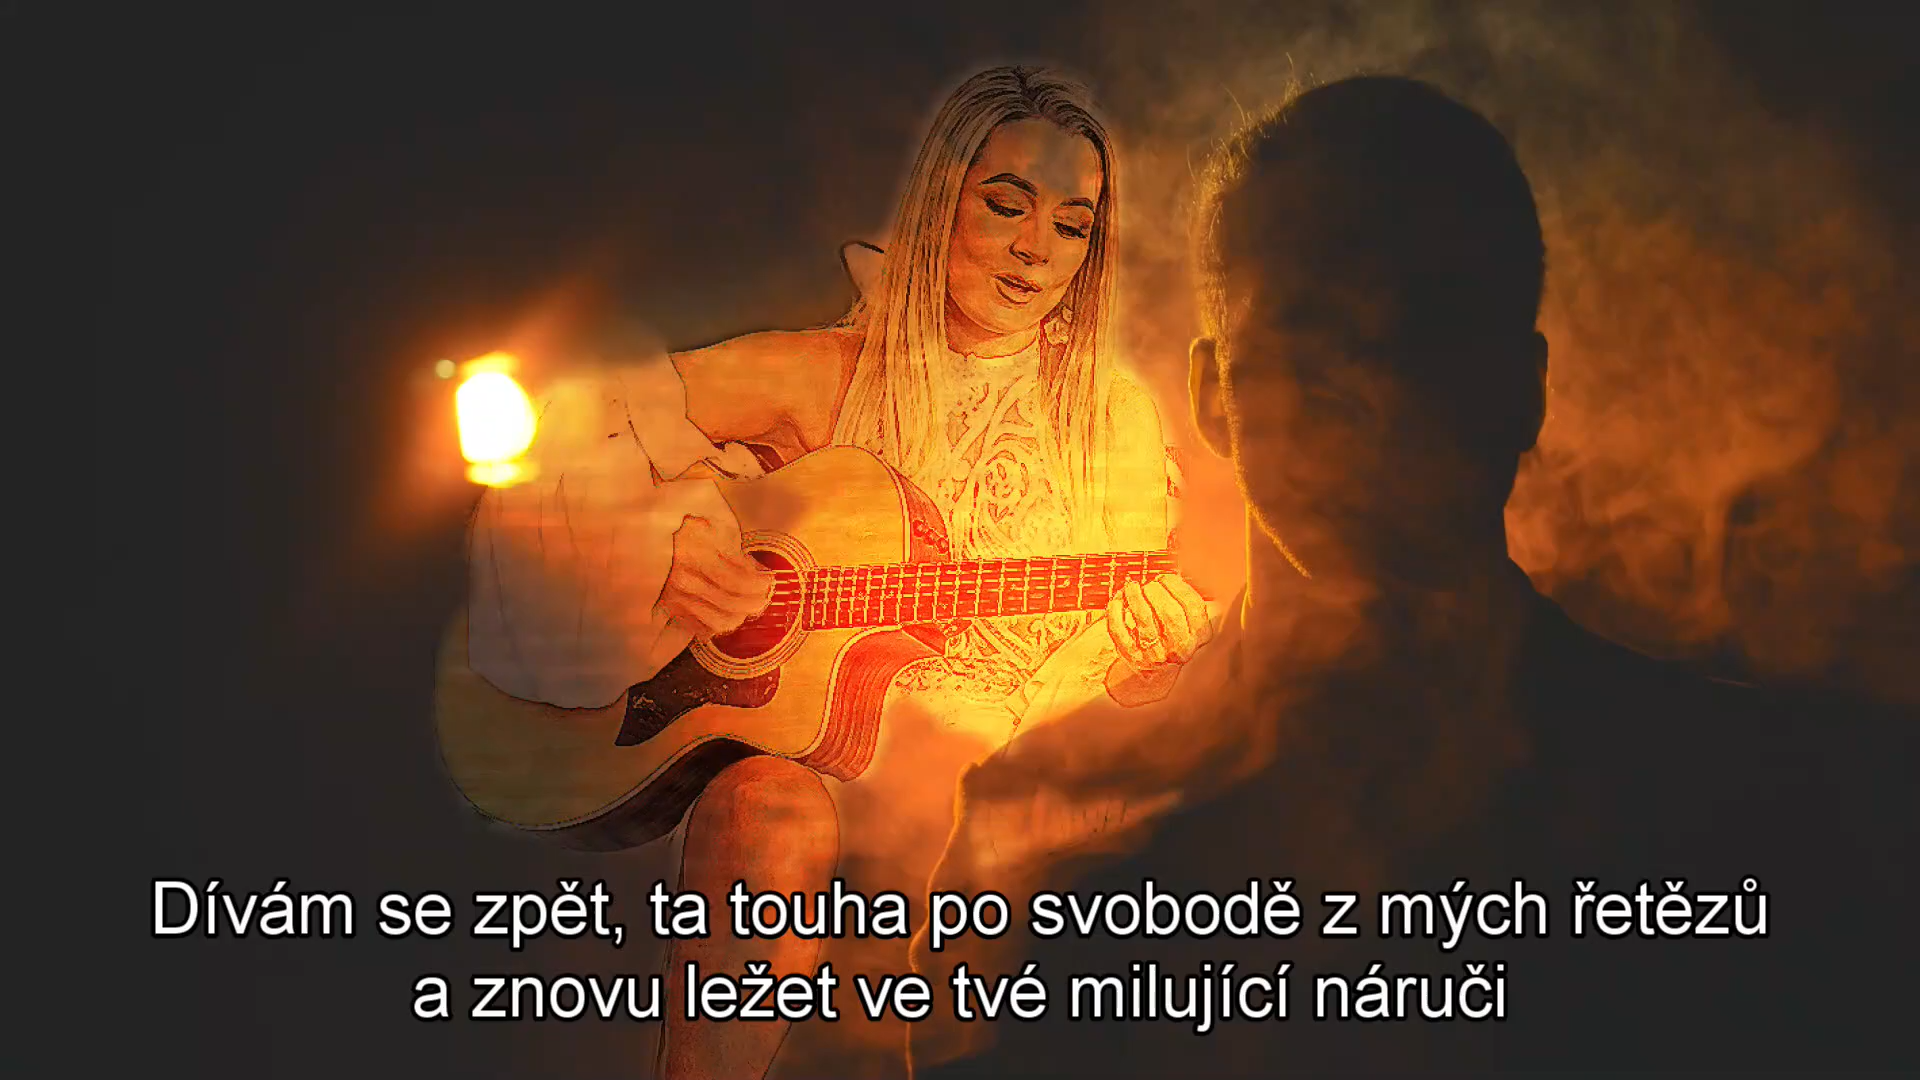 Dívám se zpět, ta touha po svobodě z mých řetězů
a znovu ležet ve tvé milující náruči